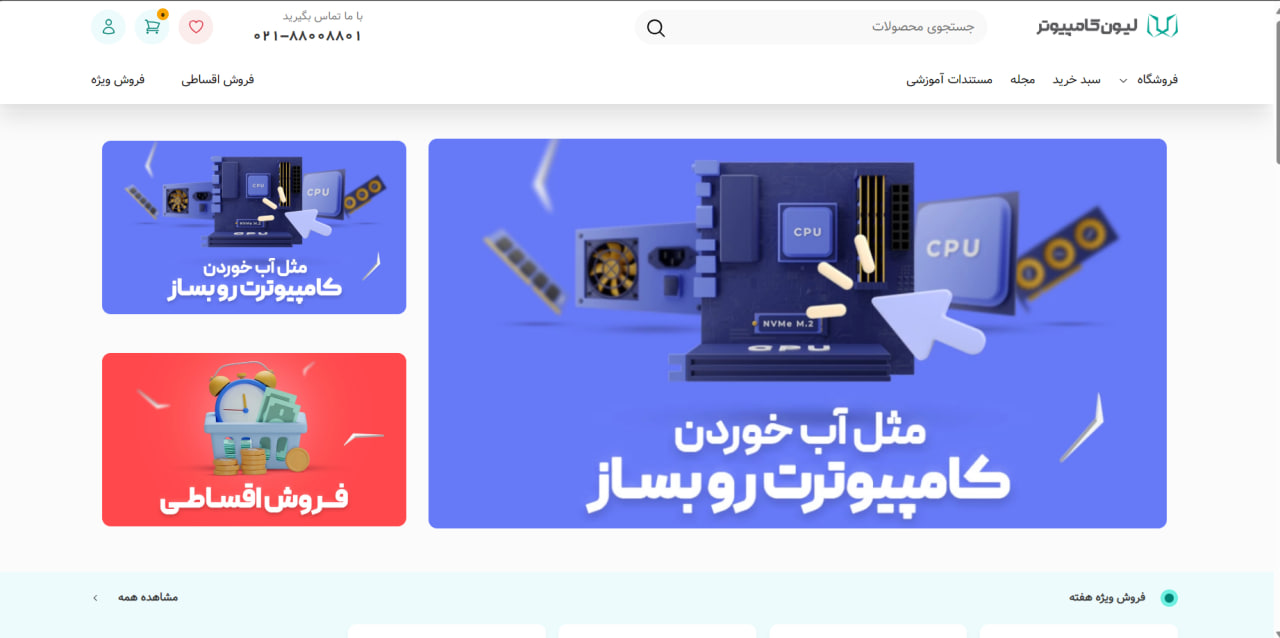 لیون کامپیوتر
جستجوی محصولات
با ما تماس بگیرید
۰۲۱-۸۸۰۰۸۸۰۱
۰
فروشگاه
سبد خرید
مجله
مستندات آموزشی
فروش اقساطی
فروش ویژه
CPU
CPU
NVMe M.2
GPU
مثل آب خوردن
کامپیوترت رو بساز
CPU
CPU
NVMe M.2
GPU
مثل آب خوردن
کامپیوترت رو بساز
فروش اقساطی
فروش ویژه هفته
مشاهده همه